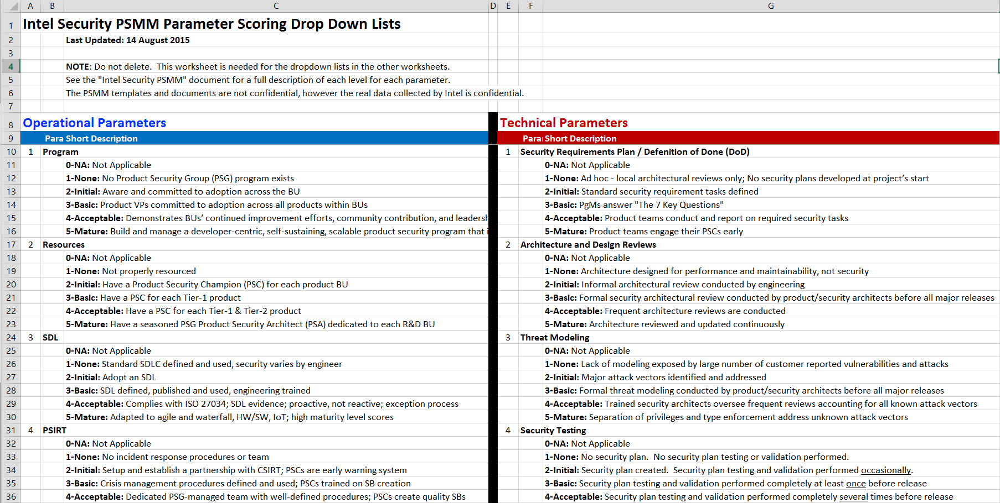 A B C D E F G
1 Intel Security PSMM Parameter Scoring Drop Down Lists
2 Last Updated: 14 August 2015
3
4 NOTE: Do not delete.  This worksheet is needed for the dropdown lists in the other worksheets.
5 See the "Intel Security PSMM" document for a full description of each level for each parameter.
6 The PSMM templates and documents are not confidential, however the real data collected by Intel is confidential.
7
8 Operational Parameters Technical Parameters
9 Para Short Description Para Short Description
10 1 Program 1 Security Requirements Plan / Defenition of Done (DoD)
11 0-NA: Not Applicable 0-NA: Not Applicable
12 1-None: No Product Security Group (PSG) program exists 1-None: Ad hoc - local architectural reviews only; No security plans developed at project’s start
13 2-Initial: Aware and committed to adoption across the BU 2-Initial: Standard security requirement tasks defined
14 3-Basic: Product VPs committed to adoption across all products within BUs 3-Basic: PgMs answer "The 7 Key Questions"
15 4-Acceptable: Demonstrates BUs’ continued improvement efforts, community contribution, and leadersh 4-Acceptable: Product teams conduct and report on required security tasks
16 5-Mature: Build and manage a developer-centric, self-sustaining, scalable product security program that i 5-Mature: Product teams engage their PSCs early
17 2 Resources 2 Architecture and Design Reviews
18 0-NA: Not Applicable 0-NA: Not Applicable
19 1-None: Not properly resourced 1-None: Architecture designed for performance and maintainability, not security
20 2-Initial: Have a Product Security Champion (PSC) for each product BU 2-Initial: Informal architectural review conducted by engineering
21 3-Basic: Have a PSC for each Tier-1 product 3-Basic: Formal security architectural review conducted by product/security architects before all major releases
22 4-Acceptable: Have a PSC for each Tier-1 & Tier-2 product 4-Acceptable: Frequent architecture reviews are conducted
23 5-Mature: Have a seasoned PSG Product Security Architect (PSA) dedicated to each R&D BU 5-Mature: Architecture reviewed and updated continuously
24 3 SDL 3 Threat Modeling
25 0-NA: Not Applicable 0-NA: Not Applicable
26 1-None: Standard SDLC defined and used, security varies by engineer 1-None: Lack of modeling exposed by large number of customer reported vulnerabilities and attacks
27 2-Initial: Adopt an SDL 2-Initial: Major attack vectors identified and addressed
28 3-Basic: SDL defined, published and used, engineering trained 3-Basic: Formal threat modeling conducted by product/security architects before all major releases
29 4-Acceptable: Complies with ISO 27034; SDL evidence; proactive, not reactive; exception process 4-Acceptable: Trained security architects oversee frequent reviews accounting for all known attack vectors
30 5-Mature: Adapted to agile and waterfall, HW/SW, IoT; high maturity level scores 5-Mature: Separation of privileges and type enforcement address unknown attack vectors
31 4 PSIRT 4 Security Testing
32 0-NA: Not Applicable 0-NA: Not Applicable
33 1-None: No incident response procedures or team 1-None: No security plan.  No security plan testing or validation performed.
34 2-Initial: Setup and establish a partnership with CSIRT; PSCs are early warning system 2-Initial: Security plan created.  Security plan testing and validation performed occasionally.
35 3-Basic: Crisis management procedures defined and used; PSCs trained on SB creation 3-Basic: Security plan testing and validation performed completely at least once before release
36 4-Acceptable: Dedicated PSG-managed team with well-defined procedures; PSCs create quality SBs 4-Acceptable: Security plan testing and validation performed completely several times before release